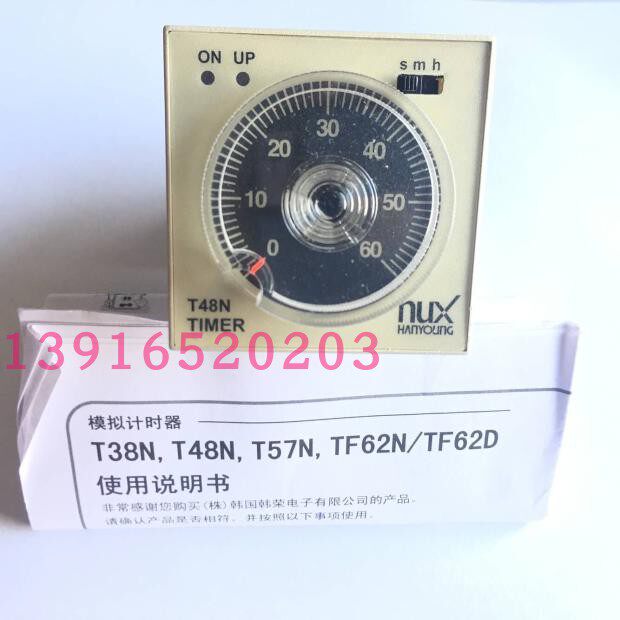 ON UP
s m h
30
20 40
10 50
0 60
T48N
TIMER
nux
HANYOUNG
13916520203
模拟计时器
T38N, T48N, T57N, TF62N/TF62D
使用说明书
非常感谢您购买(株)韩国韩荣电子有限公司的产品。
请确认产品是否相符,并按照以下事项使用。